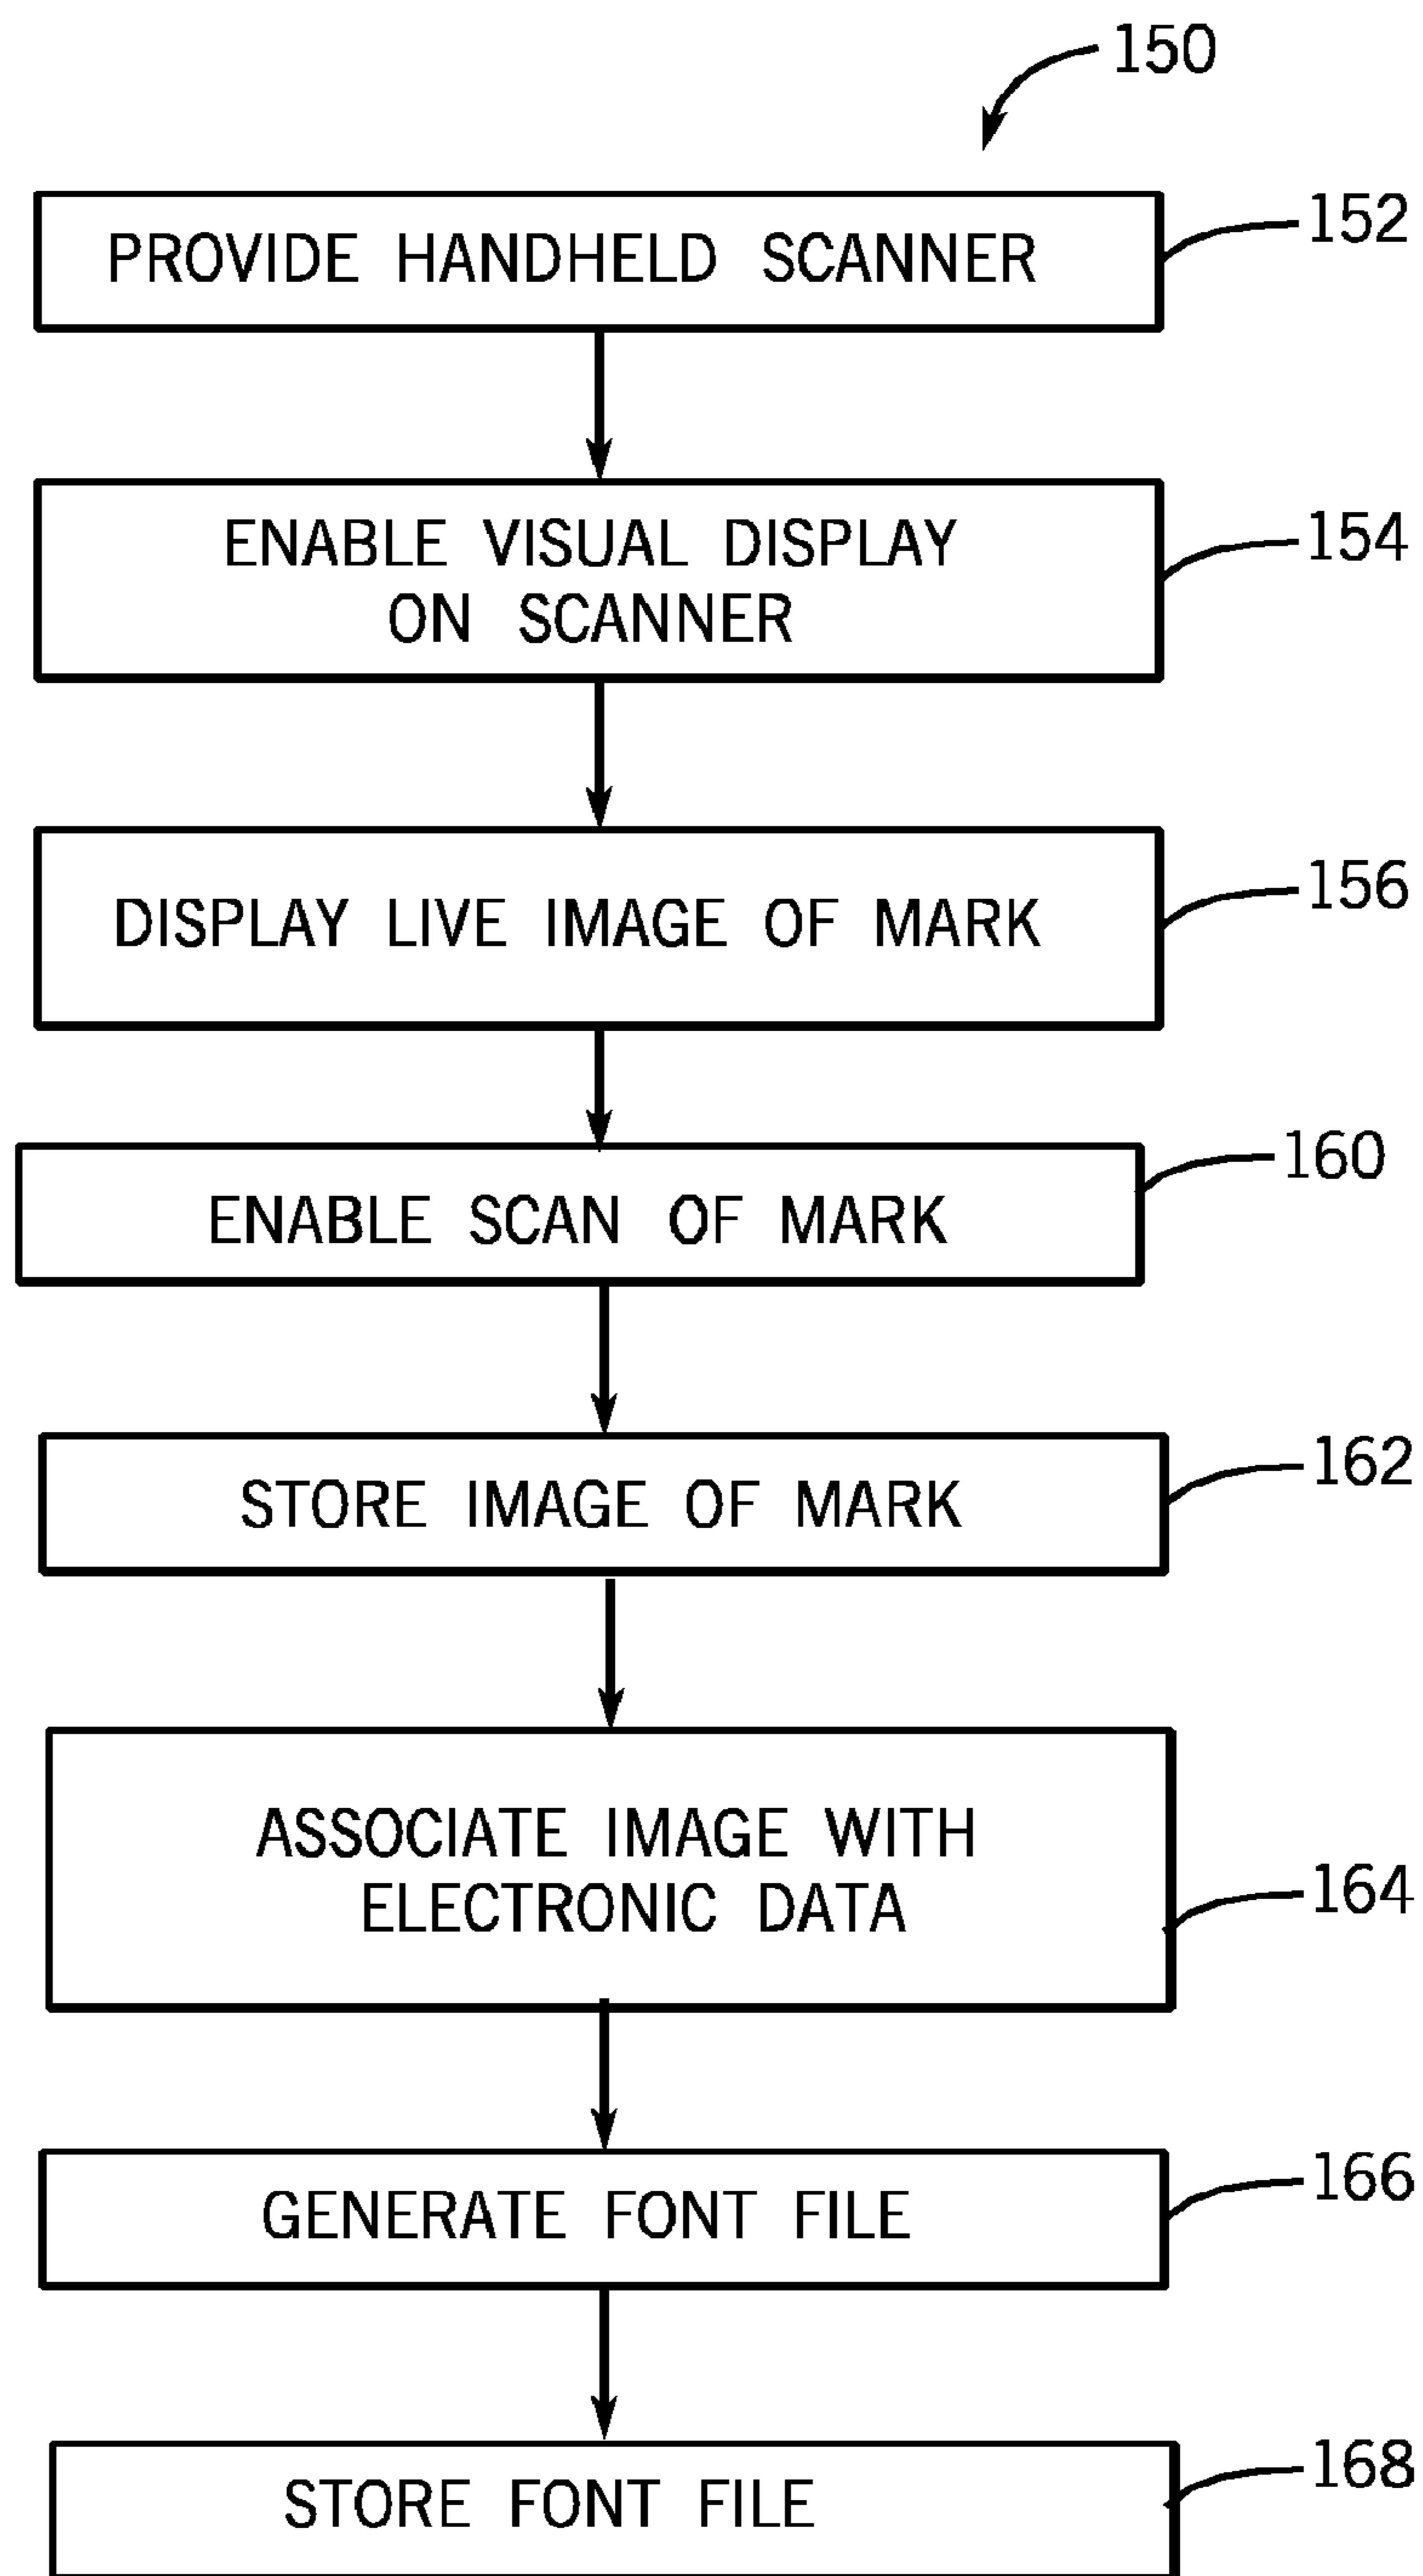 150
PROVIDE HANDHELD SCANNER
152
ENABLE VISUAL DISPLAY
ON SCANNER
154
DISPLAY LIVE IMAGE OF MARK
156
ENABLE SCAN OF MARK
160
STORE IMAGE OF MARK
162
ASSOCIATE IMAGE WITH
ELECTRONIC DATA
164
GENERATE FONT FILE
166
STORE FONT FILE
168